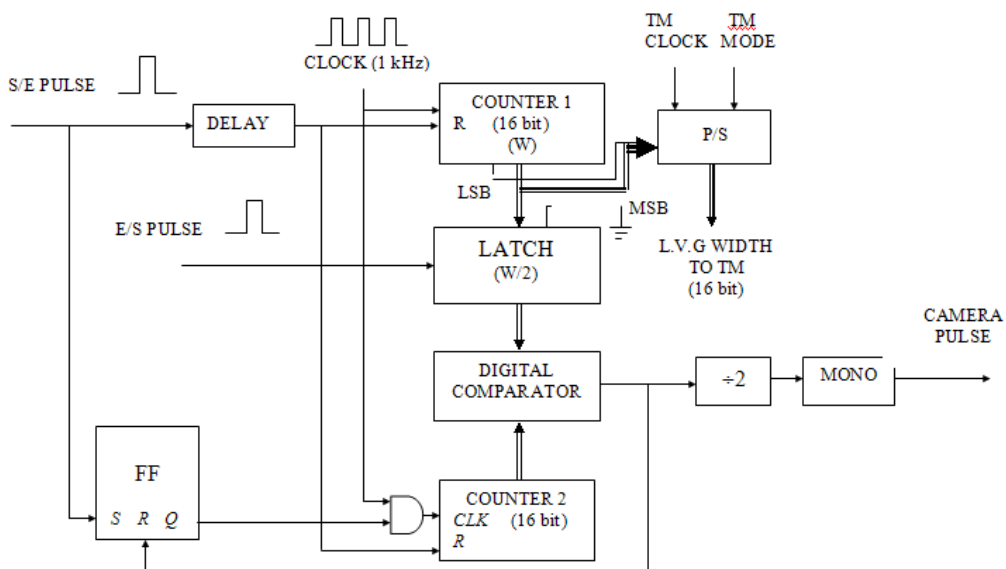 TM
CLOCK
TM
MODE
CLOCK (1 kHz)
S/E PULSE
DELAY
COUNTER 1
R (16 bit)
(W)
P/S
LSB
MSB
E/S PULSE
LATCH
(W/2)
L.V.G WIDTH
TO TM
(16 bit)
CAMERA
PULSE
DIGITAL
COMPARATOR
÷2
MONO
FF
S R Q
COUNTER 2
CLK (16 bit)
R